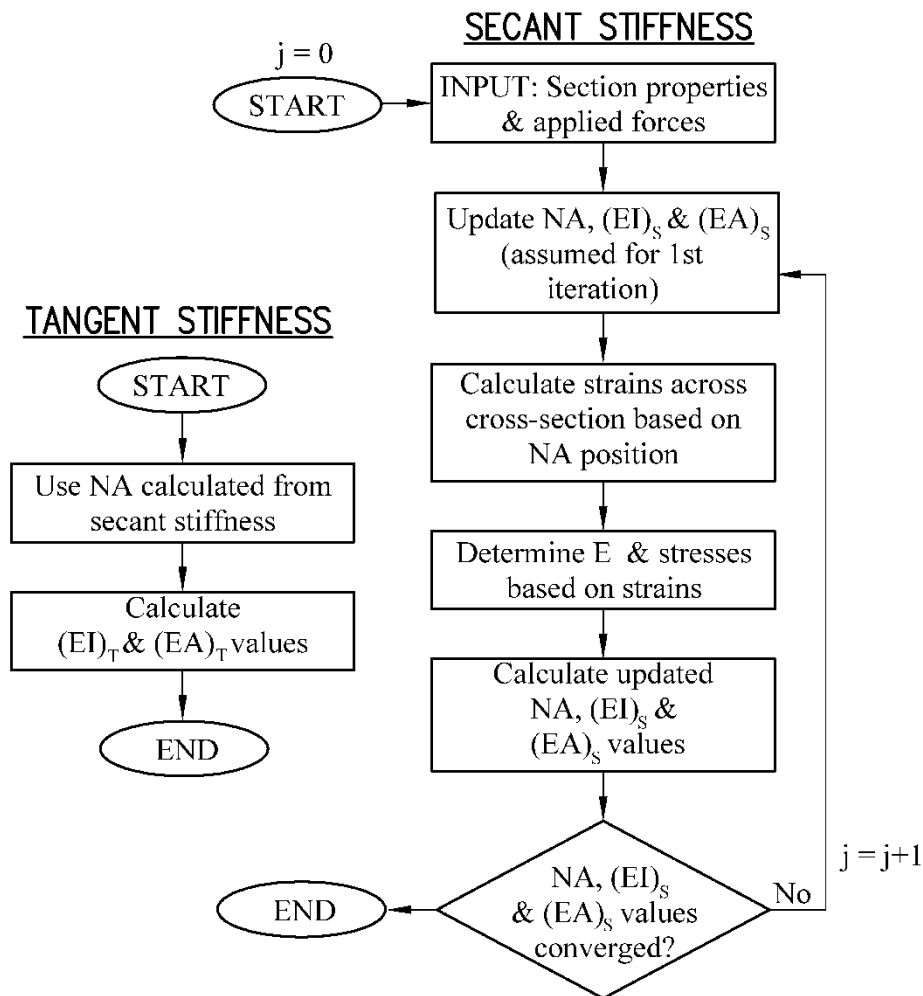 SECANT STIFFNESS
j = 0
START
INPUT: Section properties
& applied forces
Update NA, (EI)ₛ & (EA)ₛ
(assumed for 1st
iteration)
Calculate strains across
cross-section based on
NA position
Determine E & stresses
based on strains
Calculate updated
NA, (EI)ₛ &
(EA)ₛ values
NA, (EI)ₛ
& (EA)ₛ values
converged?
No
j = j+1
END
TANGENT STIFFNESS
START
Use NA calculated from
secant stiffness
Calculate
(EI)_T & (EA)_T values
END